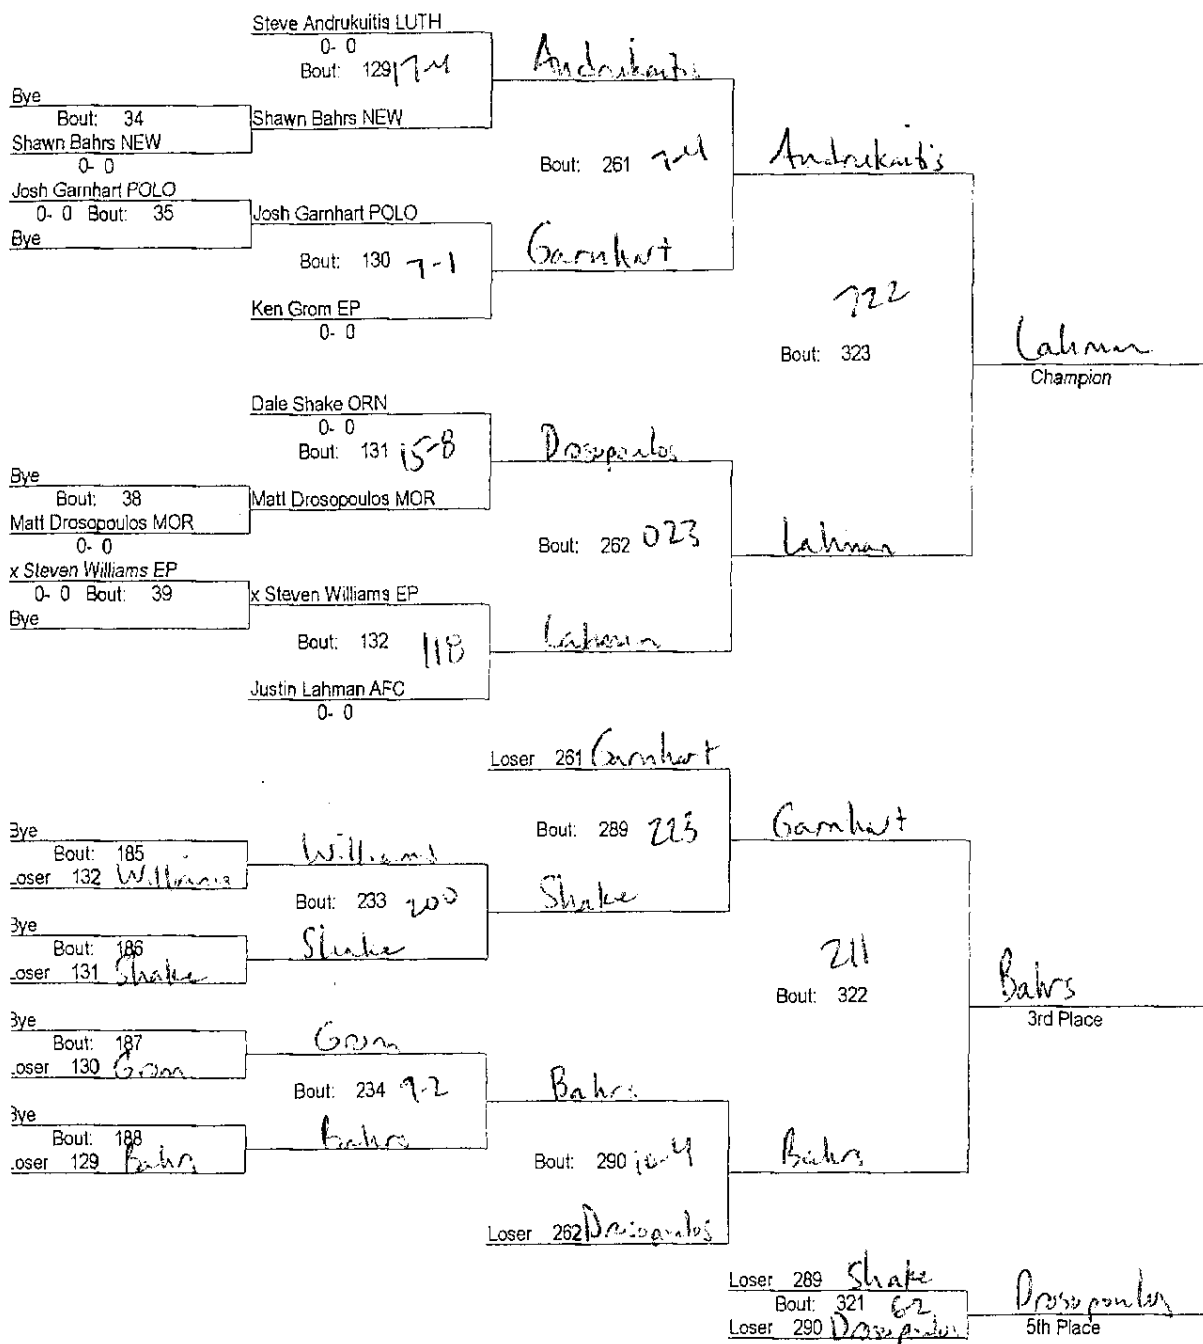 Steve Andrukuitis LUTH
0- 0
Bout: 129 17-4
Andrukaitis
Bye
Bout: 34
Shawn Bahrs NEW
Shawn Bahrs NEW
0- 0
Bout: 261 7-4
Andrukaitis
Josh Garnhart POLO
0- 0 Bout: 35
Josh Garnhart POLO
Bye
Bout: 130 7-1
Garnhart
Ken Grom EP
0- 0
722
Bout: 323
Lahman
Champion
Dale Shake ORN
0- 0
Bout: 131 15-8
Drosopoulos
Bye
Bout: 38
Matt Drosopoulos MOR
Matt Drosopoulos MOR
0- 0
Bout: 262 023
Lahman
x Steven Williams EP
0- 0 Bout: 39
x Steven Williams EP
Bye
Bout: 132 118
Lahman
Justin Lahman AFC
0- 0
Loser 261 Garnhart
Bout: 289 223
Garnhart
Bye
Bout: 185
Williams
Loser 132 Williams
Bout: 233 200
Shake
Bye
Bout: 186
Shake
Loser 131 Shake
211
Bout: 322
Bahrs
3rd Place
Bye
Bout: 187
Grom
Loser 130 Grom
Bout: 234 9-2
Bahrs
Bye
Bout: 188
Bahrs
Loser 129 Bahrs
Bout: 290 10-4
Bahrs
Loser 262 Drosopoulos
Loser 289 Shake
Bout: 321 6-2
Drosopoulos
Loser 290 Drosopoulos
5th Place